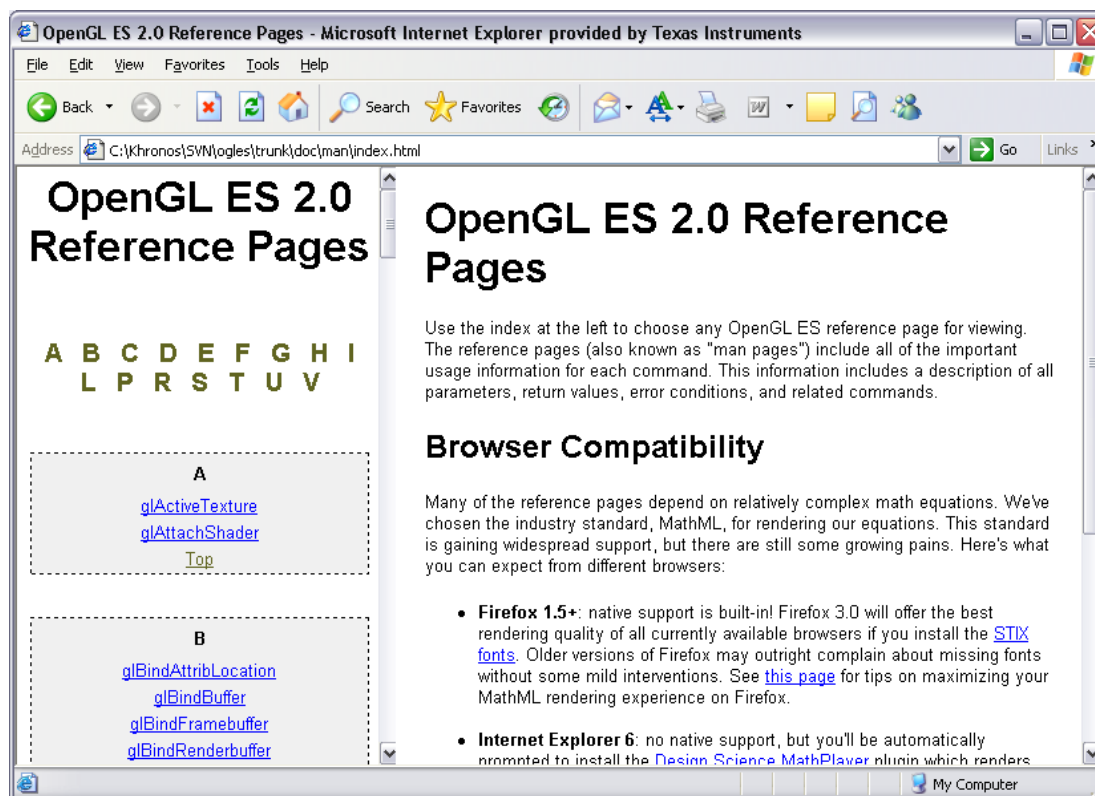 OpenGL ES 2.0 Reference Pages - Microsoft Internet Explorer provided by Texas Instruments
File Edit View Favorites Tools Help
Back Search Favorites W
Address C:\Khronos\SVN\ogles\trunk\doc\man\index.html Go Links »
OpenGL ES 2.0
Reference Pages
A B C D E F G H I
L P R S T U V
A
glActiveTexture
glAttachShader
Top
B
glBindAttribLocation
glBindBuffer
glBindFramebuffer
glBindRenderbuffer
OpenGL ES 2.0 Reference
Pages
Use the index at the left to choose any OpenGL ES reference page for viewing.
The reference pages (also known as "man pages") include all of the important
usage information for each command. This information includes a description of all
parameters, return values, error conditions, and related commands.
Browser Compatibility
Many of the reference pages depend on relatively complex math equations. We've
chosen the industry standard, MathML, for rendering our equations. This standard
is gaining widespread support, but there are still some growing pains. Here's what
you can expect from different browsers:
• Firefox 1.5+: native support is built-in! Firefox 3.0 will offer the best
rendering quality of all currently available browsers if you install the STIX
fonts. Older versions of Firefox may outright complain about missing fonts
without some mild interventions. See this page for tips on maximizing your
MathML rendering experience on Firefox.
• Internet Explorer 6: no native support, but you'll be automatically
prompted to install the Design Science MathPlayer plugin which renders
My Computer